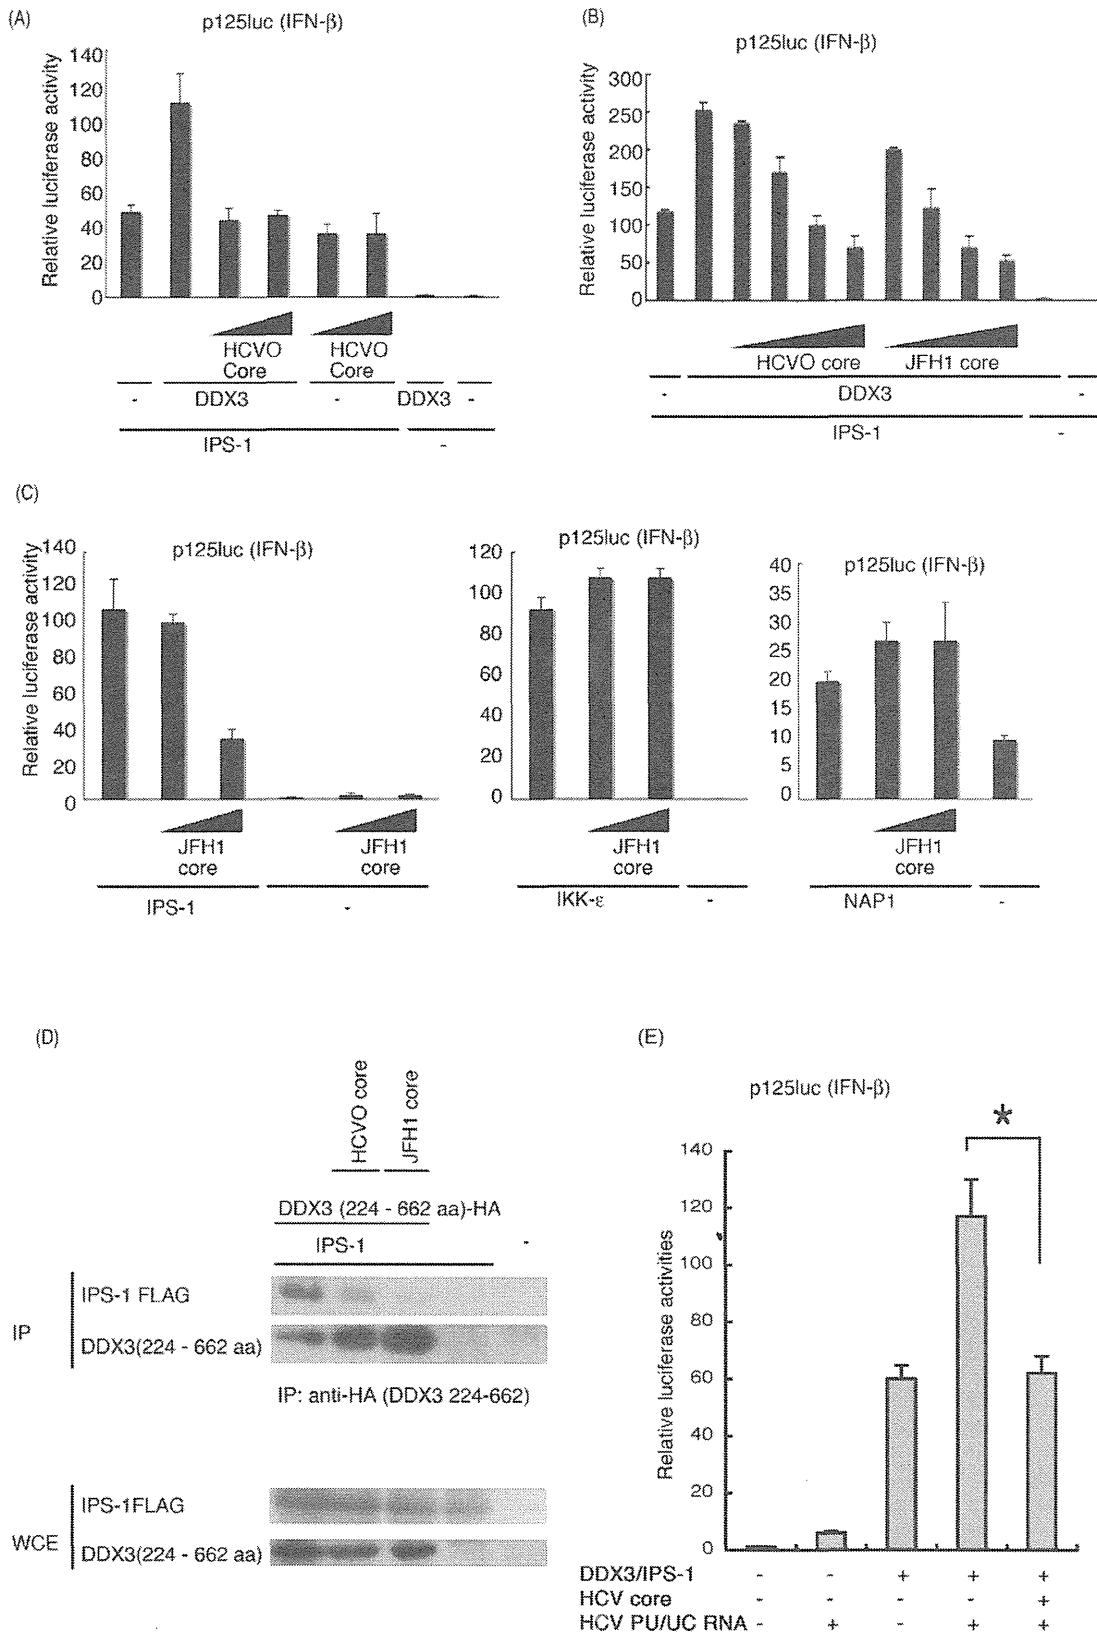 (A)
p125luc (IFN-β)
Relative luciferase activity
140
120
100
80
60
40
20
0
HCVO Core
HCVO Core
- DDX3 - DDX3 -
IPS-1 -
(B)
p125luc (IFN-β)
Relative luciferase activity
300
250
200
150
100
50
0
HCVO core JFH1 core
- DDX3 -
IPS-1 -
(C)
p125luc (IFN-β)
Relative luciferase activity
140
120
100
80
60
40
20
0
JFH1 core
JFH1 core
IPS-1 -
p125luc (IFN-β)
120
100
80
60
40
20
0
JFH1 core
IKK-ε -
p125luc (IFN-β)
40
35
30
25
20
15
10
5
0
JFH1 core
NAP1 -
(D)
HCVO core
JFH1 core
DDX3 (224 - 662 aa)-HA
IPS-1 -
IP
IPS-1 FLAG
DDX3(224 - 662 aa)
IP: anti-HA (DDX3 224-662)
WCE
IPS-1FLAG
DDX3(224 - 662 aa)
(E)
p125luc (IFN-β)
*
Relative luciferase activities
140
120
100
80
60
40
20
0
DDX3/IPS-1 - - + + +
HCV core - - - - +
HCV PU/UC RNA - + - + +